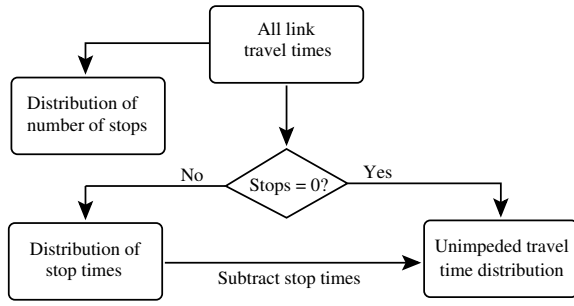 All link
travel times
Distribution of
number of stops
No
Stops = 0?
Yes
Distribution of
stop times
Subtract stop times
Unimpeded travel
time distribution